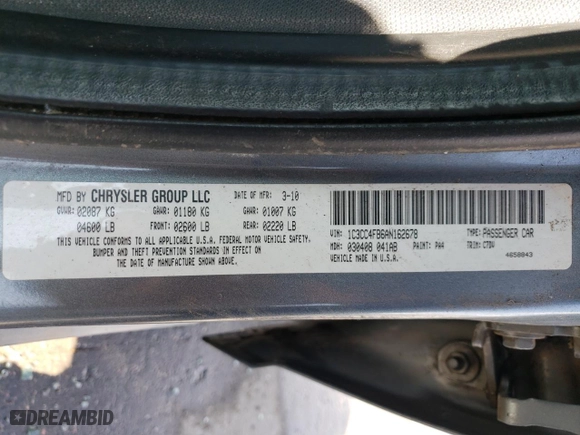 MFD BY CHRYSLER GROUP LLC DATE OF MFR: 3-10
GVWR: 02087 KG GAWR: 01180 KG GAWR: 01007 KG
04600 LB FRONT: 02600 LB REAR: 02220 LB
THIS VEHICLE CONFORMS TO ALL APPLICABLE U.S.A. FEDERAL MOTOR VEHICLE SAFETY,
BUMPER AND THEFT PREVENTION STANDARDS IN EFFECT ON
THE DATE OF MANUFACTURE SHOWN ABOVE.
VIN: 1C3CC4FB6AN162678 TYPE: PASSENGER CAR
MDH: 030408 041AB PAINT: PAA TRIM: CTDV
VEHICLE MADE IN U.S.A. 4658043
DREAMBID